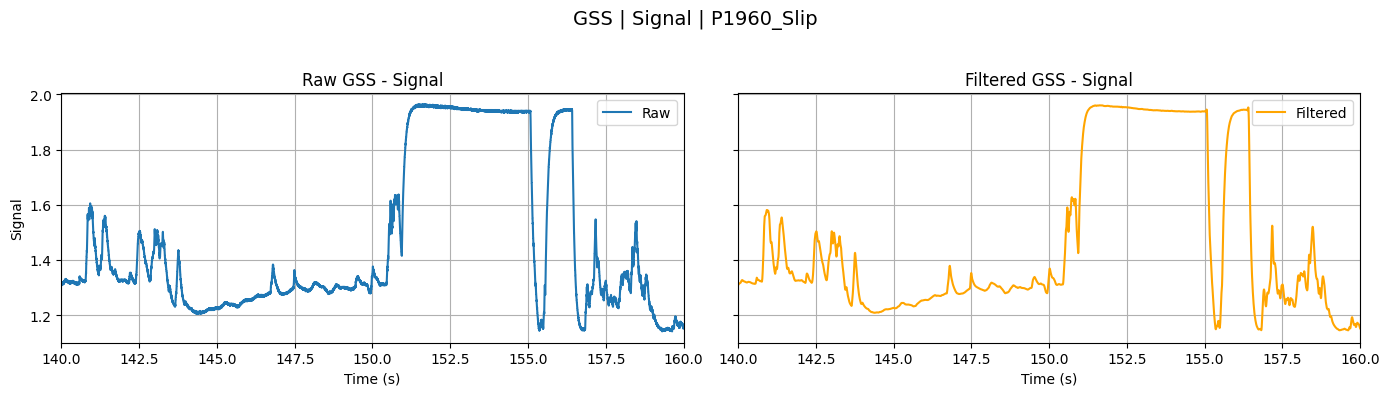 GSS | Signal | P1960_Slip
Raw GSS - Signal
Filtered GSS - Signal
2.0
1.8
1.6
1.4
1.2
Signal
Raw
Filtered
140.0 142.5 145.0 147.5 150.0 152.5 155.0 157.5 160.0
140.0 142.5 145.0 147.5 150.0 152.5 155.0 157.5 160.0
Time (s)
Time (s)